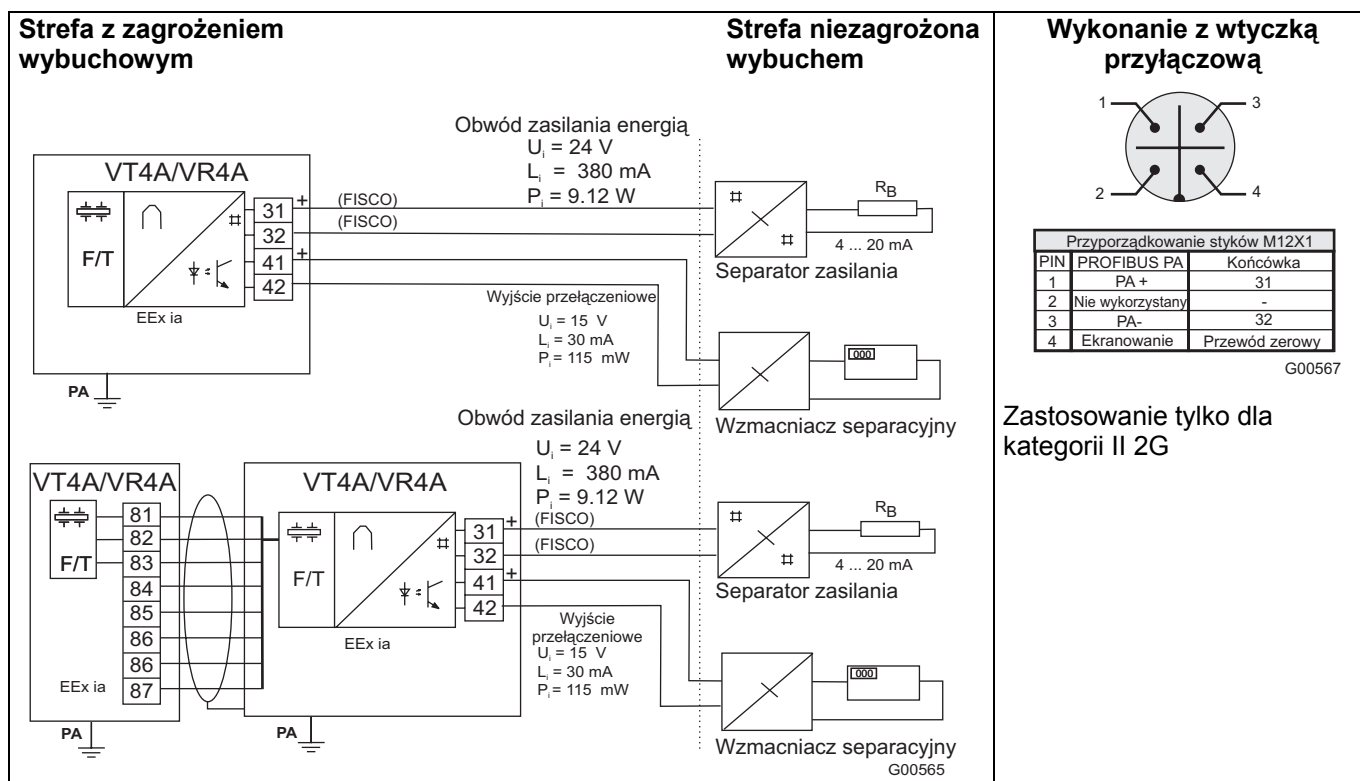 Strefa z zagrożeniem
wybuchowym
Strefa niezagrożona
wybuchem
Obwód zasilania energią
Ui = 24 V
Li = 380 mA
Pi = 9.12 W
VT4A/VR4A
F/T
31
32
41
42
+
+
(FISCO)
(FISCO)
EEx ia
PA
RB
4 ... 20 mA
Separator zasilania
Wyjście przełączeniowe
Ui = 15 V
Li = 30 mA
Pi = 115 mW
000
Wzmacniacz separacyjny
Obwód zasilania energią
Ui = 24 V
Li = 380 mA
Pi = 9.12 W
VT4A/VR4A
F/T
81
82
83
84
85
86
86
87
EEx ia
PA
VT4A/VR4A
F/T
31
32
41
42
+
+
(FISCO)
(FISCO)
EEx ia
PA
RB
4 ... 20 mA
Separator zasilania
Wyjście
przełączeniowe
Ui = 15 V
Li = 30 mA
Pi = 115 mW
000
Wzmacniacz separacyjny
G00565
Wykonanie z wtyczką
przyłączową
1 3
2 4
Przyporządkowanie styków M12X1
PIN PROFIBUS PA Końcówka
1 PA + 31
2 Nie wykorzystany -
3 PA- 32
4 Ekranowanie Przewód zerowy
G00567
Zastosowanie tylko dla
kategorii II 2G